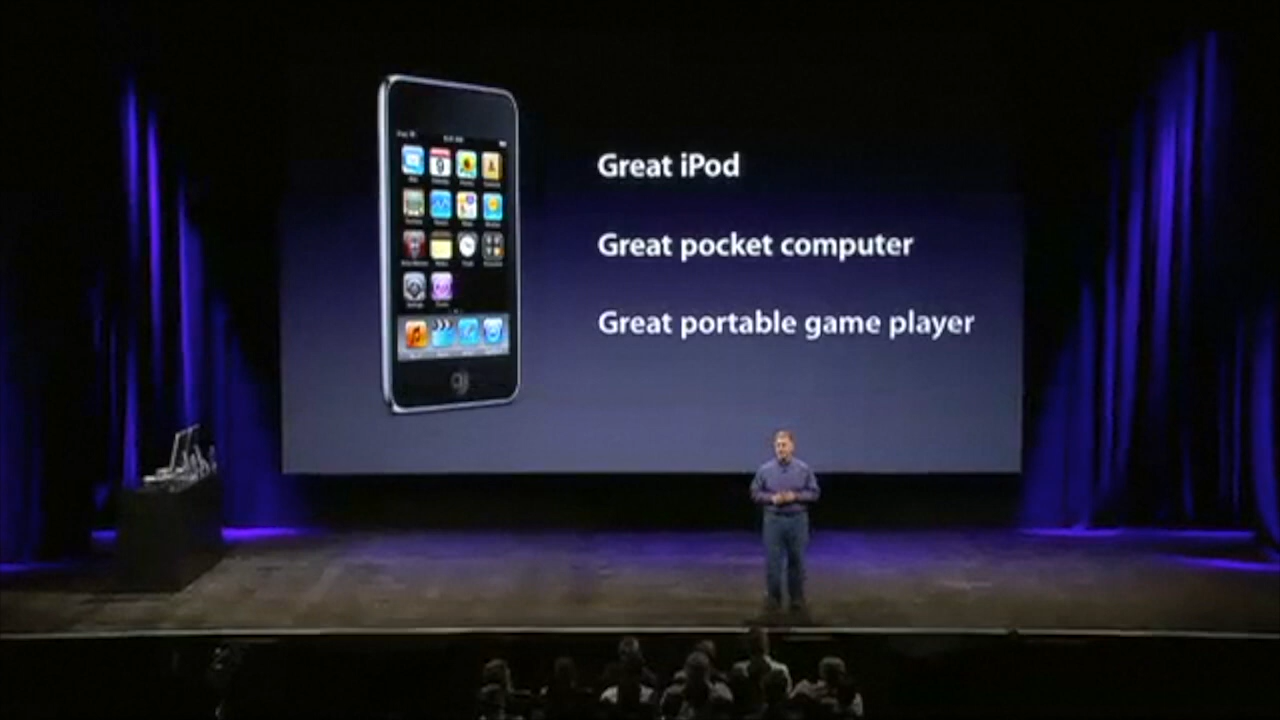 Great iPod
Great pocket computer
Great portable game player